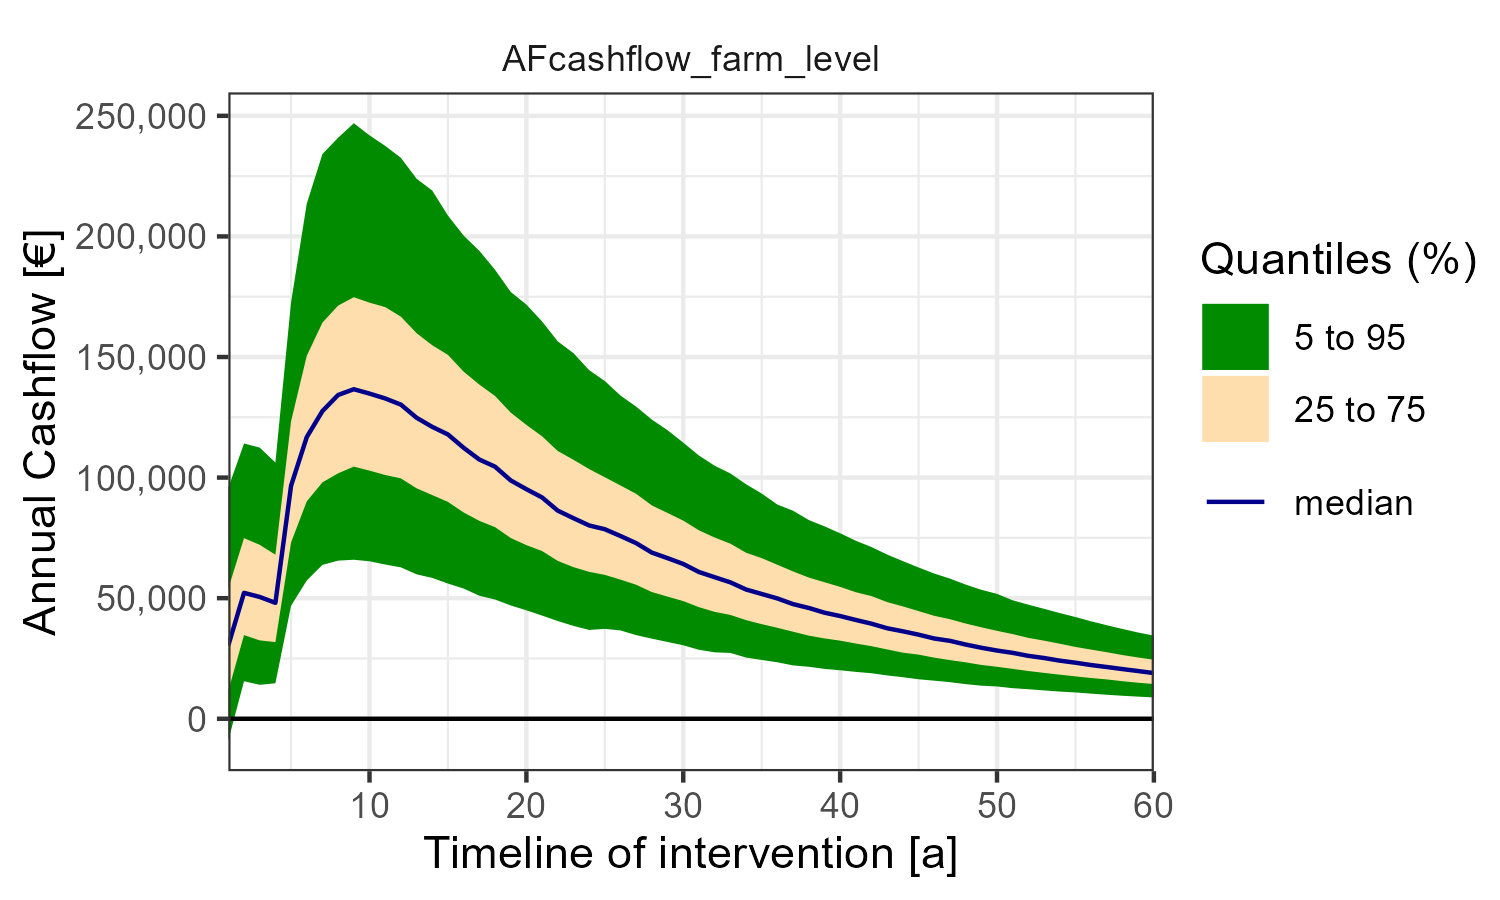 AFcashflow_farm_level
250,000
200,000
150,000
100,000
50,000
0
Annual Cashflow [€]
10 20 30 40 50 60
Timeline of intervention [a]
Quantiles (%)
5 to 95
25 to 75
median